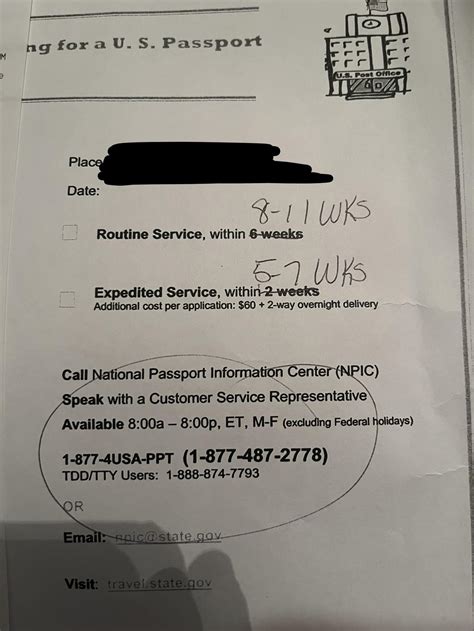 ng for a U. S. Passport
M
e
U.S. Post Office
Place
Date:
8-11 WKS
Routine Service, within 6 weeks
5-7 WKS
Expedited Service, within 2 weeks
Additional cost per application: $60 + 2-way overnight delivery
Call National Passport Information Center (NPIC)
Speak with a Customer Service Representative
Available 8:00a – 8:00p, ET, M-F (excluding Federal holidays)
1-877-4USA-PPT (1-877-487-2778)
TDD/TTY Users: 1-888-874-7793
OR
Email: npic@state.gov
Visit: travel.state.gov